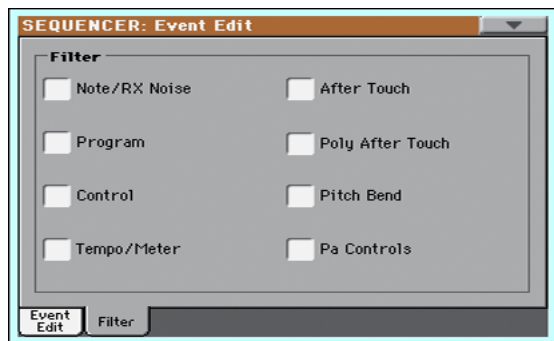 SEQUENCER: Event Edit
Filter
Note/RX Noise
After Touch
Program
Poly After Touch
Control
Pitch Bend
Tempo/Meter
Pa Controls
Event
Edit
Filter